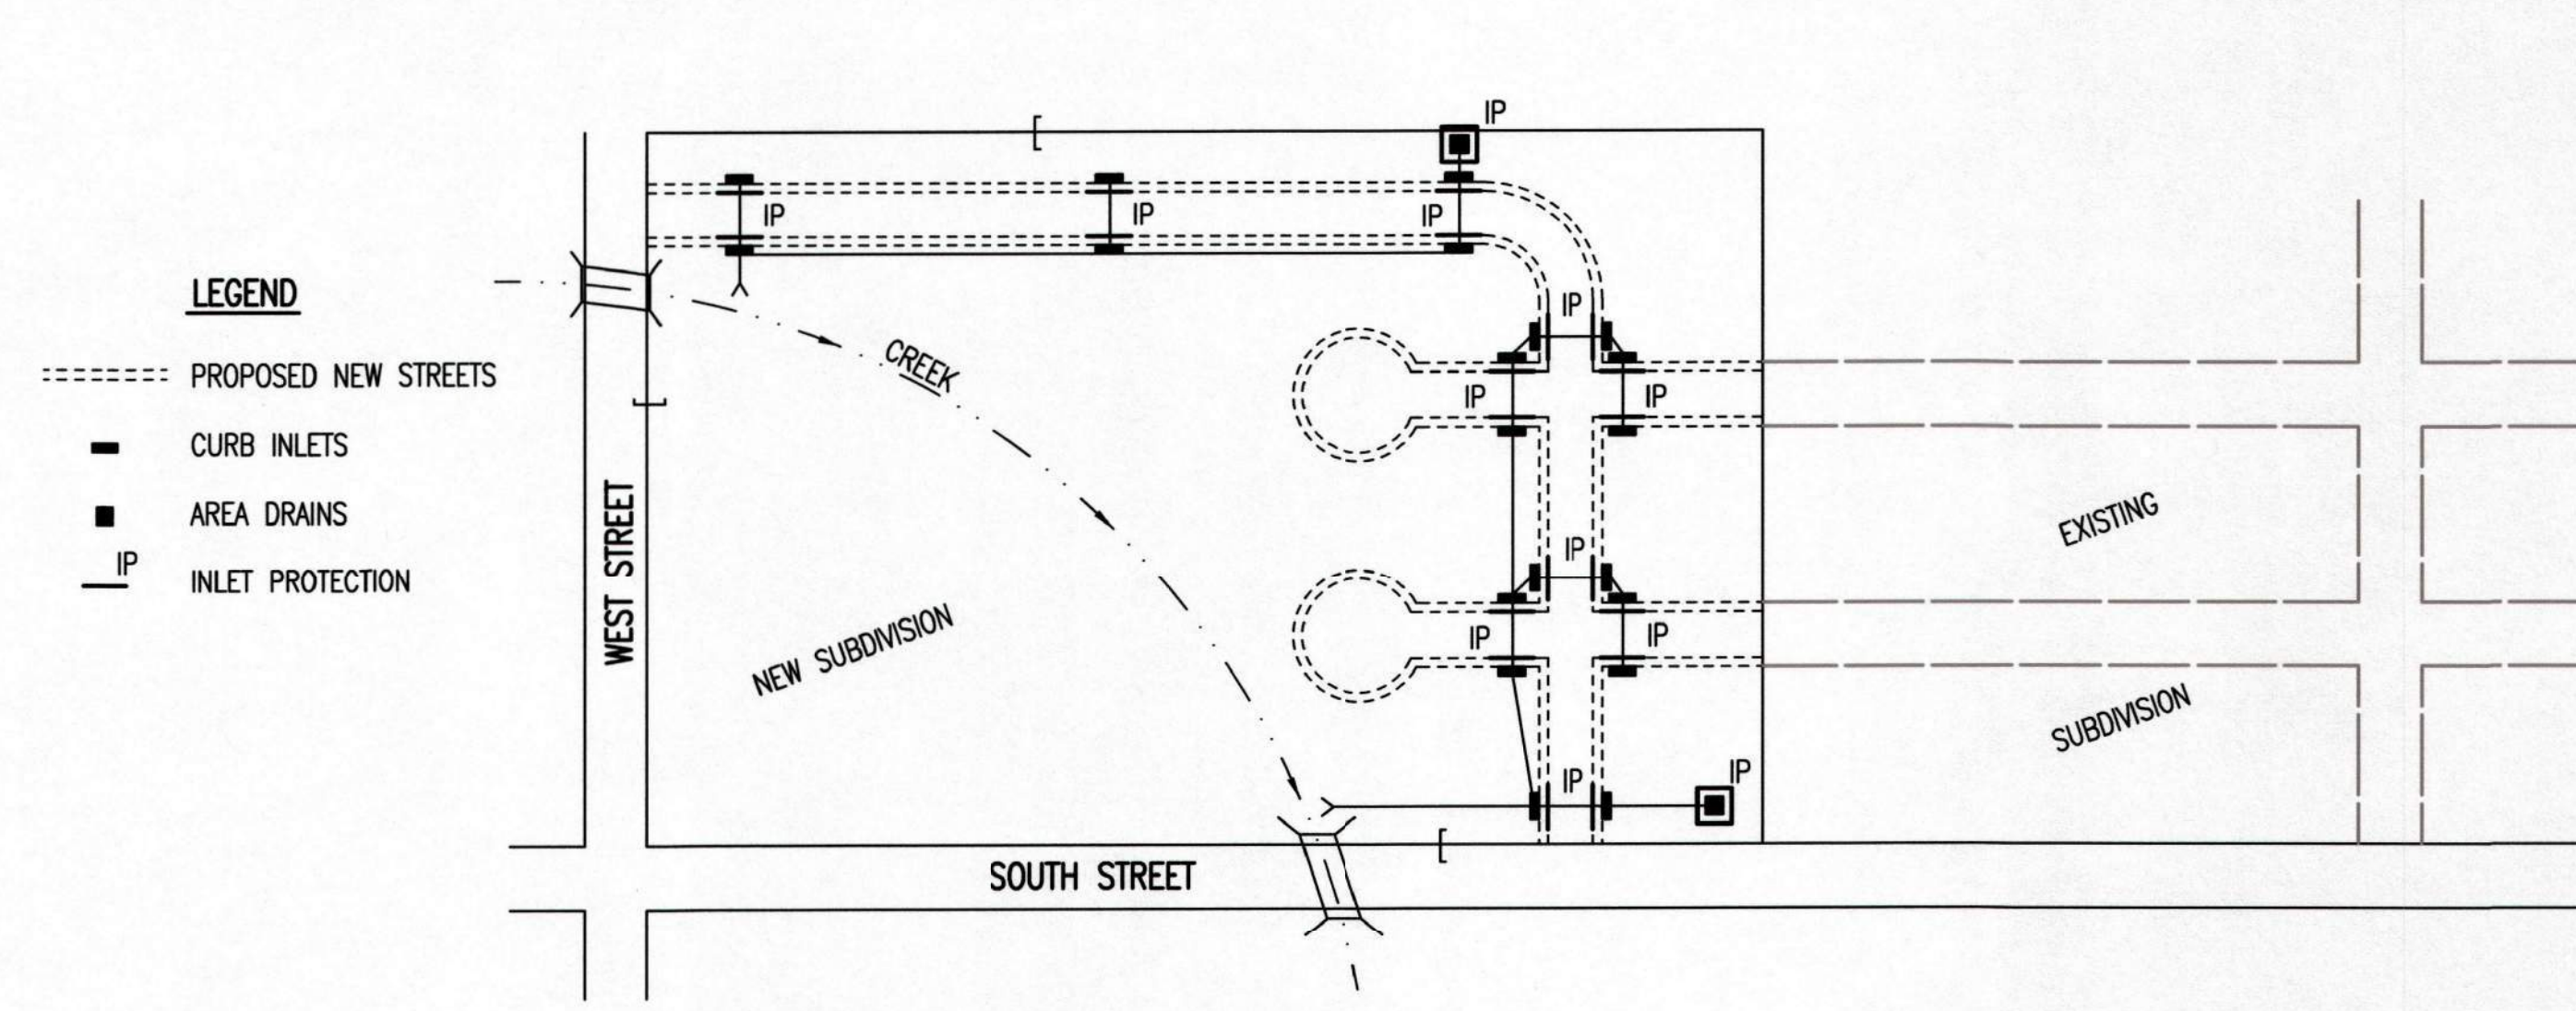 LEGEND
PROPOSED NEW STREETS
CURB INLETS
AREA DRAINS
IP
INLET PROTECTION
WEST STREET
IP
IP
IP
IP
CREEK
IP
IP
IP
NEW SUBDIVISION
IP
IP
IP
IP
IP
SOUTH STREET
EXISTING
SUBDIVISION